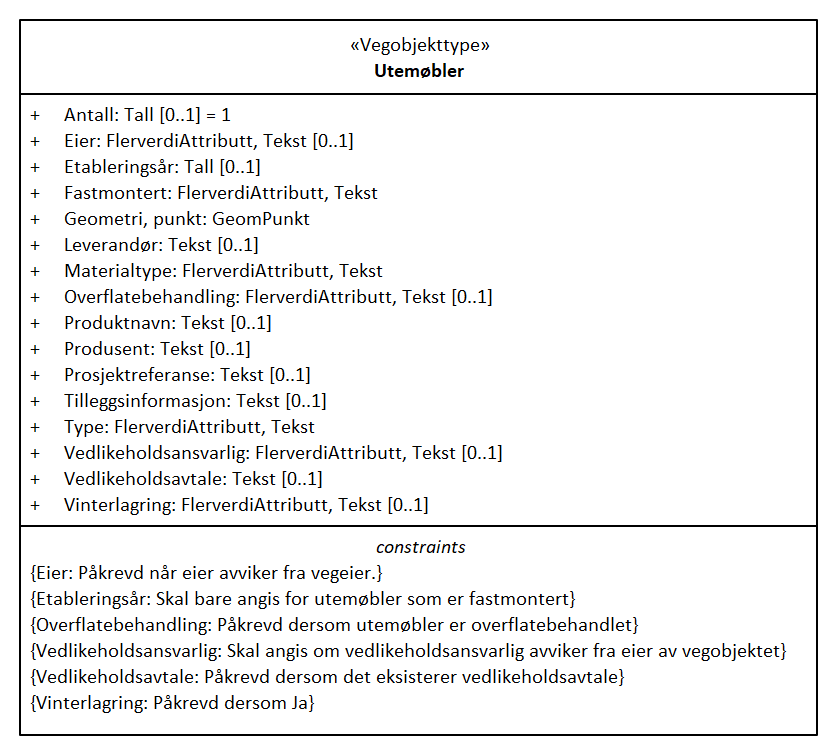 «Vegobjekttype»
Utemøbler
+ Antall: Tall [0..1] = 1
+ Eier: FlerverdiAttributt, Tekst [0..1]
+ Etableringsår: Tall [0..1]
+ Fastmontert: FlerverdiAttributt, Tekst
+ Geometri, punkt: GeomPunkt
+ Leverandør: Tekst [0..1]
+ Materialtype: FlerverdiAttributt, Tekst
+ Overflatebehandling: FlerverdiAttributt, Tekst [0..1]
+ Produktnavn: Tekst [0..1]
+ Produsent: Tekst [0..1]
+ Prosjektreferanse: Tekst [0..1]
+ Tilleggsinformasjon: Tekst [0..1]
+ Type: FlerverdiAttributt, Tekst
+ Vedlikeholdsansvarlig: FlerverdiAttributt, Tekst [0..1]
+ Vedlikeholdsavtale: Tekst [0..1]
+ Vinterlagring: FlerverdiAttributt, Tekst [0..1]
constraints
{Eier: Påkrevd når eier avviker fra vegeier.}
{Etableringsår: Skal bare angis for utemøbler som er fastmontert}
{Overflatebehandling: Påkrevd dersom utemøbler er overflatebehandlet}
{Vedlikeholdsansvarlig: Skal angis om vedlikeholdsansvarlig avviker fra eier av vegobjektet}
{Vedlikeholdsavtale: Påkrevd dersom det eksisterer vedlikeholdsavtale}
{Vinterlagring: Påkrevd dersom Ja}